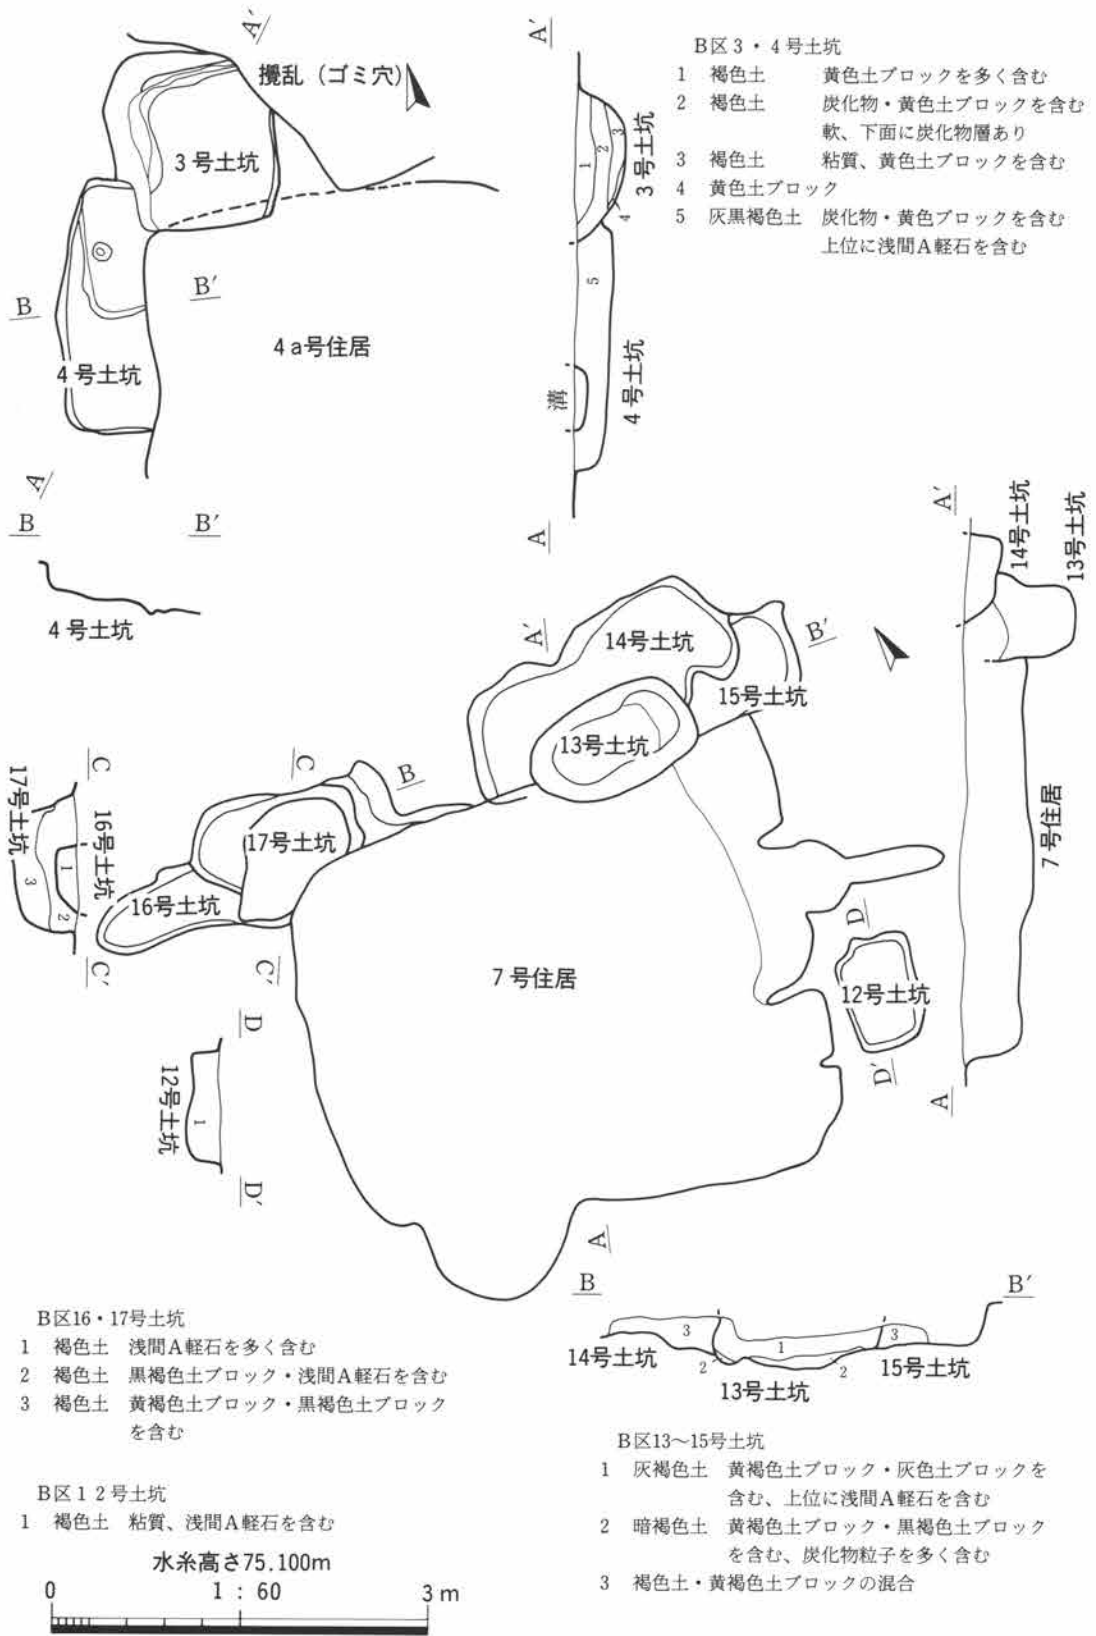 A′
攪乱（ゴミ穴）
3号土坑
B
B′
4a号住居
4号土坑
A
A′
1
2
3
3号土坑
4
5
溝
4号土坑
A
B区3・4号土坑
1 褐色土 黄色土ブロックを多く含む
2 褐色土 炭化物・黄色土ブロックを含む
軟、下面に炭化物層あり
3 褐色土 粘質、黄色土ブロックを含む
4 黄色土ブロック
5 灰黒褐色土 炭化物・黄色ブロックを含む
上位に浅間A軽石を含む
B
B′
4号土坑
A′
14号土坑
B′
15号土坑
13号土坑
C
B
17号土坑
16号土坑
C′
7号住居
D
12号土坑
D′
A
A′
14号土坑
13号土坑
7号住居
A
C
17号土坑
16号土坑
1
3
2
C′
D
12号土坑
1
D′
B
B′
3
1
3
14号土坑
2
13号土坑
2
15号土坑
B区16・17号土坑
1 褐色土 浅間A軽石を多く含む
2 褐色土 黒褐色土ブロック・浅間A軽石を含む
3 褐色土 黄褐色土ブロック・黒褐色土ブロック
を含む
B区12号土坑
1 褐色土 粘質、浅間A軽石を含む
B区13〜15号土坑
1 灰褐色土 黄褐色土ブロック・灰色土ブロックを
含む、上位に浅間A軽石を含む
2 暗褐色土 黄褐色土ブロック・黒褐色土ブロック
を含む、炭化物粒子を多く含む
3 褐色土・黄褐色土ブロックの混合
水糸高さ75.100m
0 1：60 3m